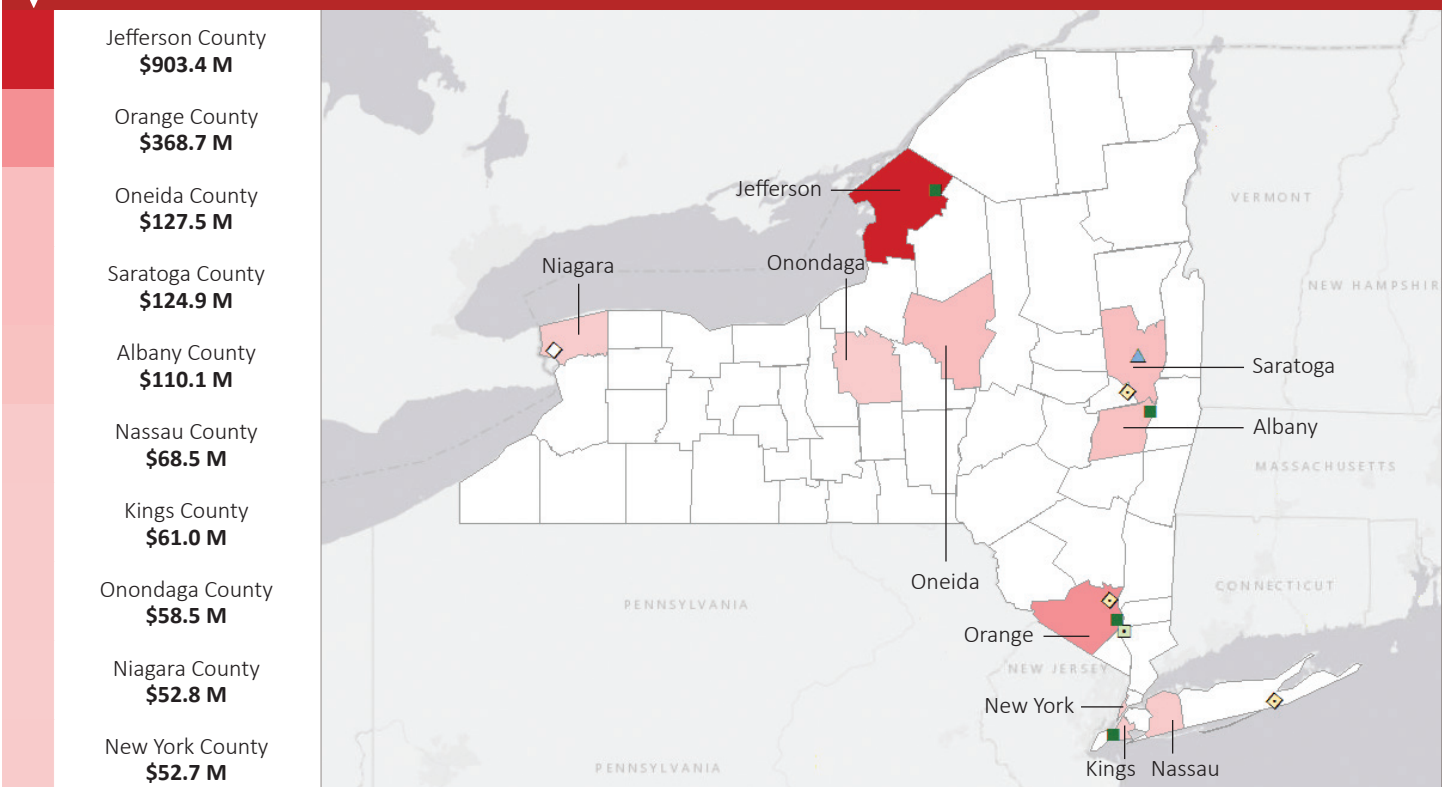 Jefferson County
$903.4 M
Orange County
$368.7 M
Oneida County
$127.5 M
Saratoga County
$124.9 M
Albany County
$110.1 M
Nassau County
$68.5 M
Kings County
$61.0 M
Onondaga County
$58.5 M
Niagara County
$52.8 M
New York County
$52.7 M
Jefferson
VERMONT
Niagara
Onondaga
NEW HAMPSHIR
Saratoga
Albany
MASSACHUSETTS
Oneida
CONNECTICUT
PENNSYLVANIA
Orange
NEW JERSEY
New York
PENNSYLVANIA
Kings
Nassau